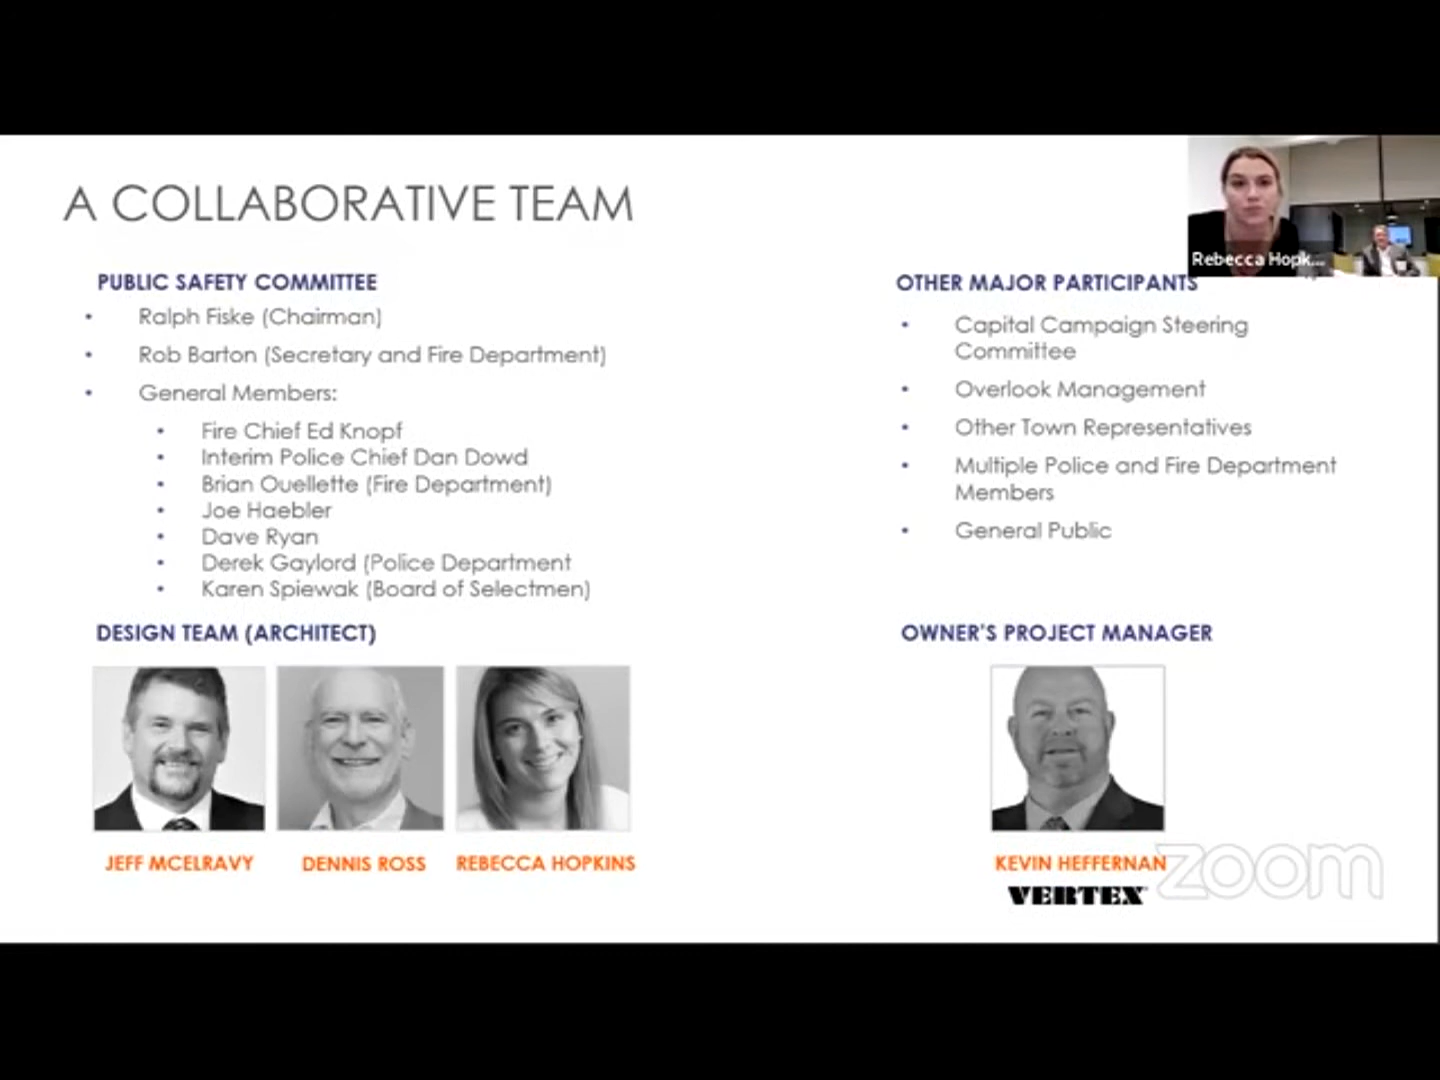 A COLLABORATIVE TEAM
Rebecca Hopk...
PUBLIC SAFETY COMMITTEE
• Ralph Fiske (Chairman)
• Rob Barton (Secretary and Fire Department)
• General Members:
• Fire Chief Ed Knopf
• Interim Police Chief Dan Dowd
• Brian Ouellette (Fire Department)
• Joe Haebler
• Dave Ryan
• Derek Gaylord (Police Department
• Karen Spiewak (Board of Selectmen)
OTHER MAJOR PARTICIPANTS
• Capital Campaign Steering
Committee
• Overlook Management
• Other Town Representatives
• Multiple Police and Fire Department
Members
• General Public
DESIGN TEAM (ARCHITECT)
JEFF MCELRAVY
DENNIS ROSS
REBECCA HOPKINS
OWNER'S PROJECT MANAGER
KEVIN HEFFERNAN
VERTEX
zoom